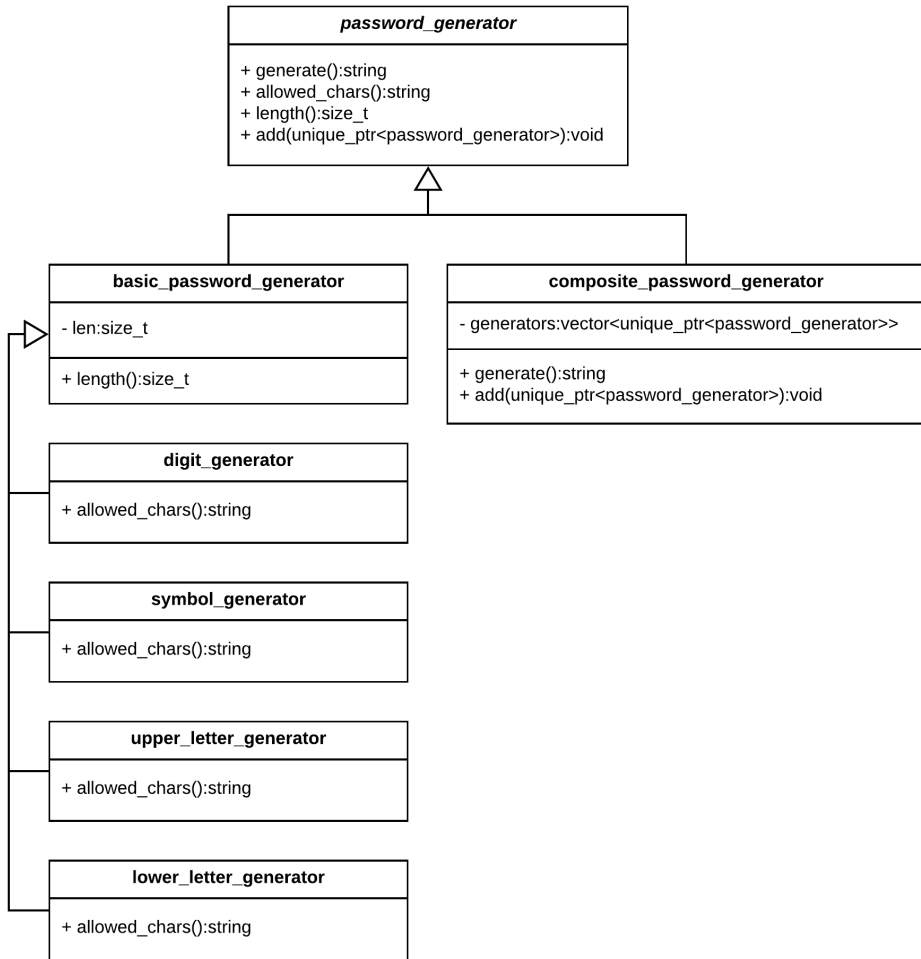 password_generator
+ generate():string
+ allowed_chars():string
+ length():size_t
+ add(unique_ptr<password_generator>):void
basic_password_generator
- len:size_t
+ length():size_t
composite_password_generator
- generators:vector<unique_ptr<password_generator>>
+ generate():string
+ add(unique_ptr<password_generator>):void
digit_generator
+ allowed_chars():string
symbol_generator
+ allowed_chars():string
upper_letter_generator
+ allowed_chars():string
lower_letter_generator
+ allowed_chars():string